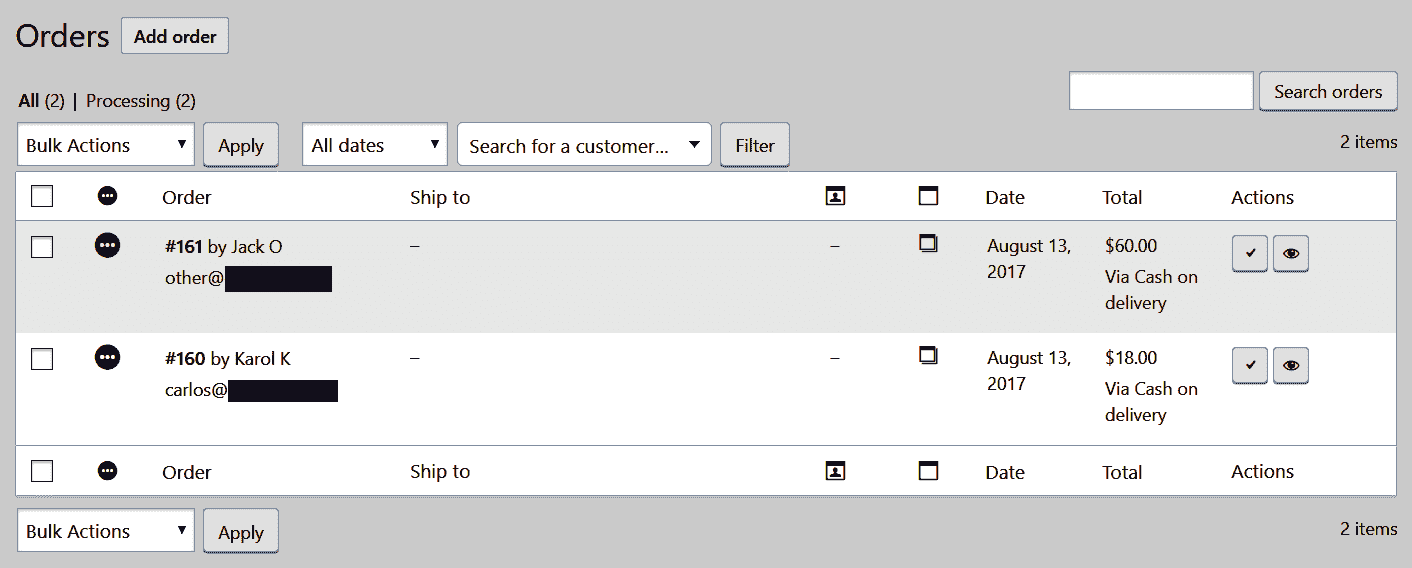 Orders Add order
All (2) | Processing (2) Search orders
Bulk Actions Apply All dates Search for a customer... Filter 2 items
Order Ship to Date Total Actions
#161 by Jack O – – August 13, $60.00
other@ 2017 Via Cash on
delivery
#160 by Karol K – – August 13, $18.00
carlos@ 2017 Via Cash on
delivery
Order Ship to Date Total Actions
Bulk Actions Apply 2 items